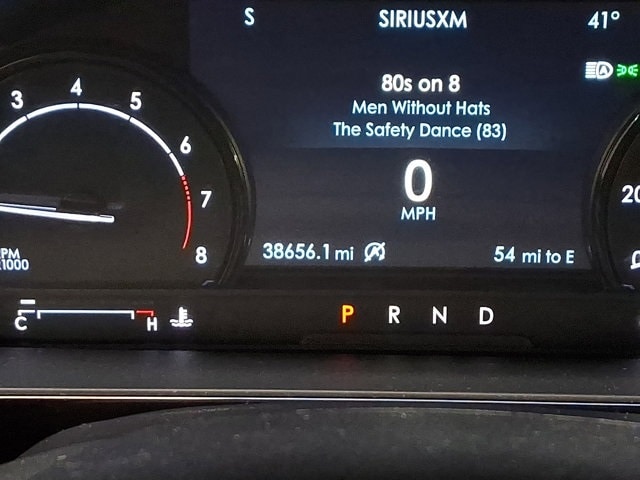 S SIRIUSXM 41°
80s on 8
Men Without Hats
The Safety Dance (83)
3 4 5 6 7 8
0
MPH
20
38656.1 mi 54 mi to E
C H P R N D